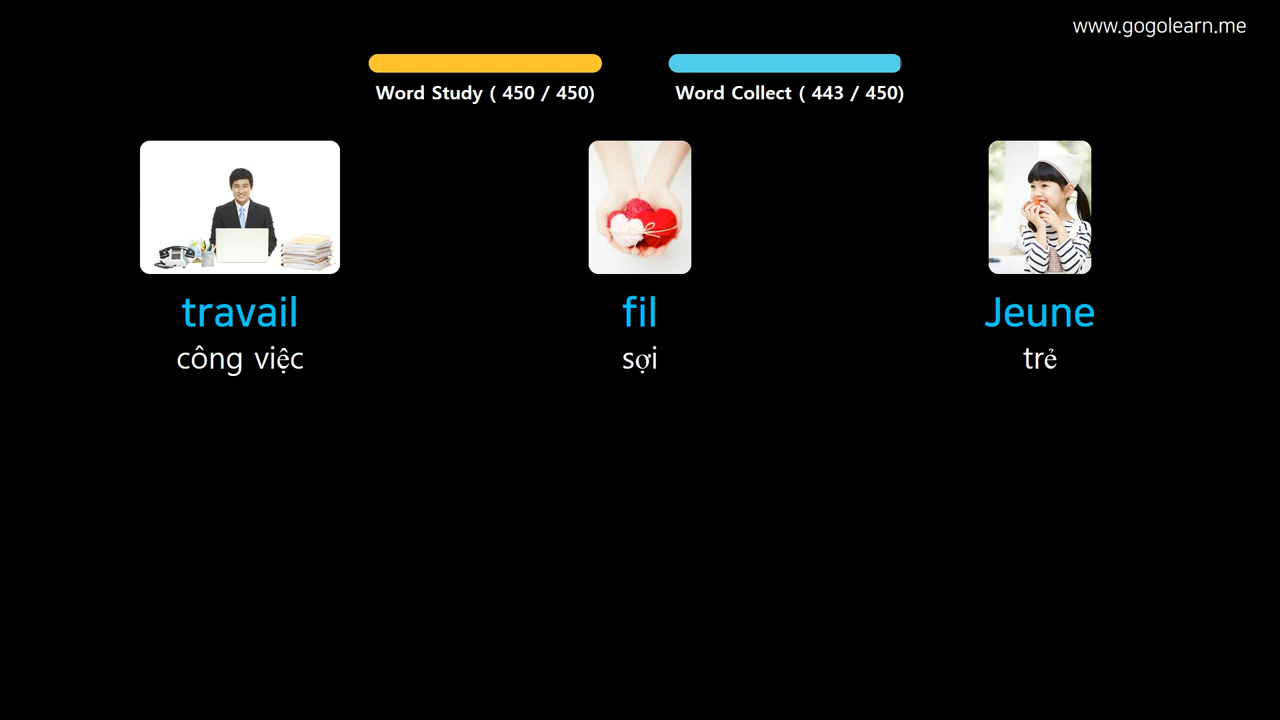 www.gogolearn.me
Word Study ( 450 / 450)
Word Collect ( 443 / 450)
travail
công việc
fil
sợi
Jeune
trẻ